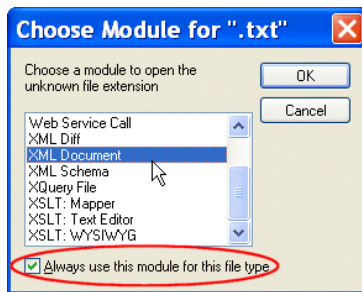 Choose Module for ".txt"
Choose a module to open the
unknown file extension
OK
Cancel
Web Service Call
XML Diff
XML Document
XML Schema
XQuery File
XSLT: Mapper
XSLT: Text Editor
XSLT: WYSIWYG
Always use this module for this file type